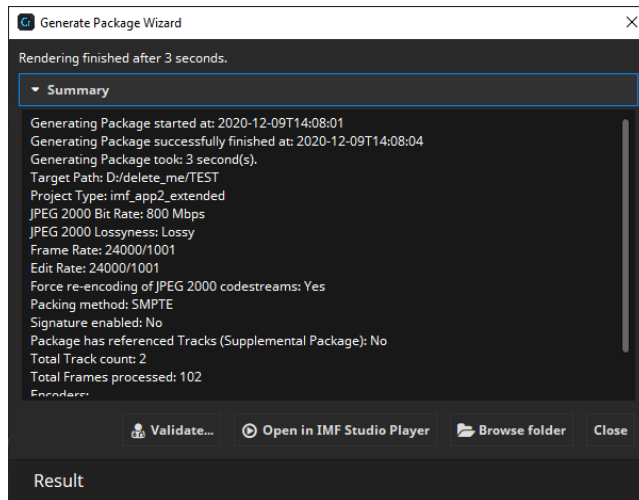 Cr Generate Package Wizard
Rendering finished after 3 seconds.
Summary
Generating Package started at: 2020-12-09T14:08:01
Generating Package successfully finished at: 2020-12-09T14:08:04
Generating Package took: 3 second(s).
Target Path: D:/delete_me/TEST
Project Type: imf_app2_extended
JPEG 2000 Bit Rate: 800 Mbps
JPEG 2000 Lossyness: Lossy
Frame Rate: 24000/1001
Edit Rate: 24000/1001
Force re-encoding of JPEG 2000 codestreams: Yes
Packing method: SMPTE
Signature enabled: No
Package has referenced Tracks (Supplemental Package): No
Total Track count: 2
Total Frames processed: 102
Encoders:
Validate... Open in IMF Studio Player Browse folder Close
Result